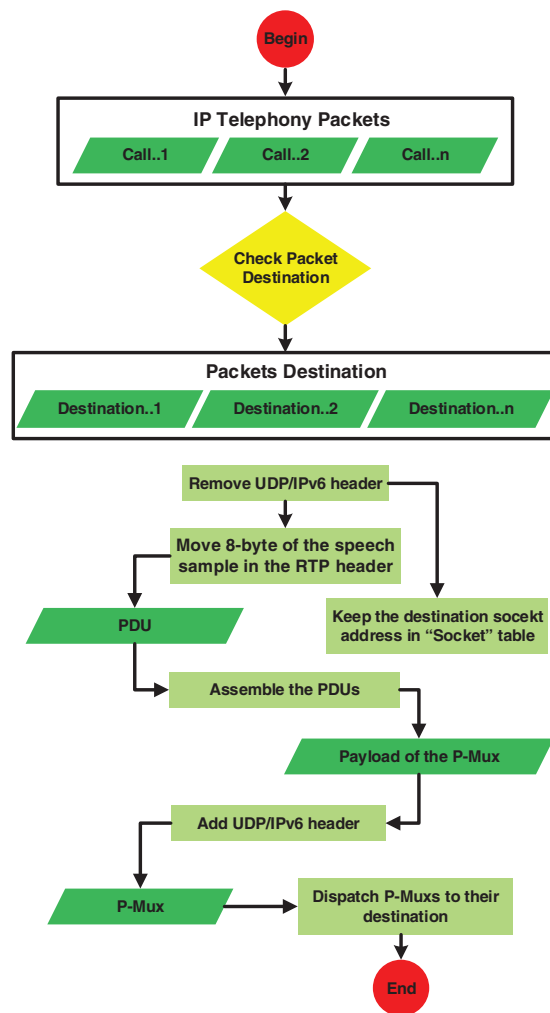 Begin
IP Telephony Packets
Call..1
Call..2
Call..n
Check Packet
Destination
Packets Destination
Destination..1
Destination..2
Destination..n
Remove UDP/IPv6 header
Move 8-byte of the speech
sample in the RTP header
PDU
Keep the destination socekt
address in “Socket” table
Assemble the PDUs
Payload of the P-Mux
Add UDP/IPv6 header
P-Mux
Dispatch P-Muxs to their
destination
End